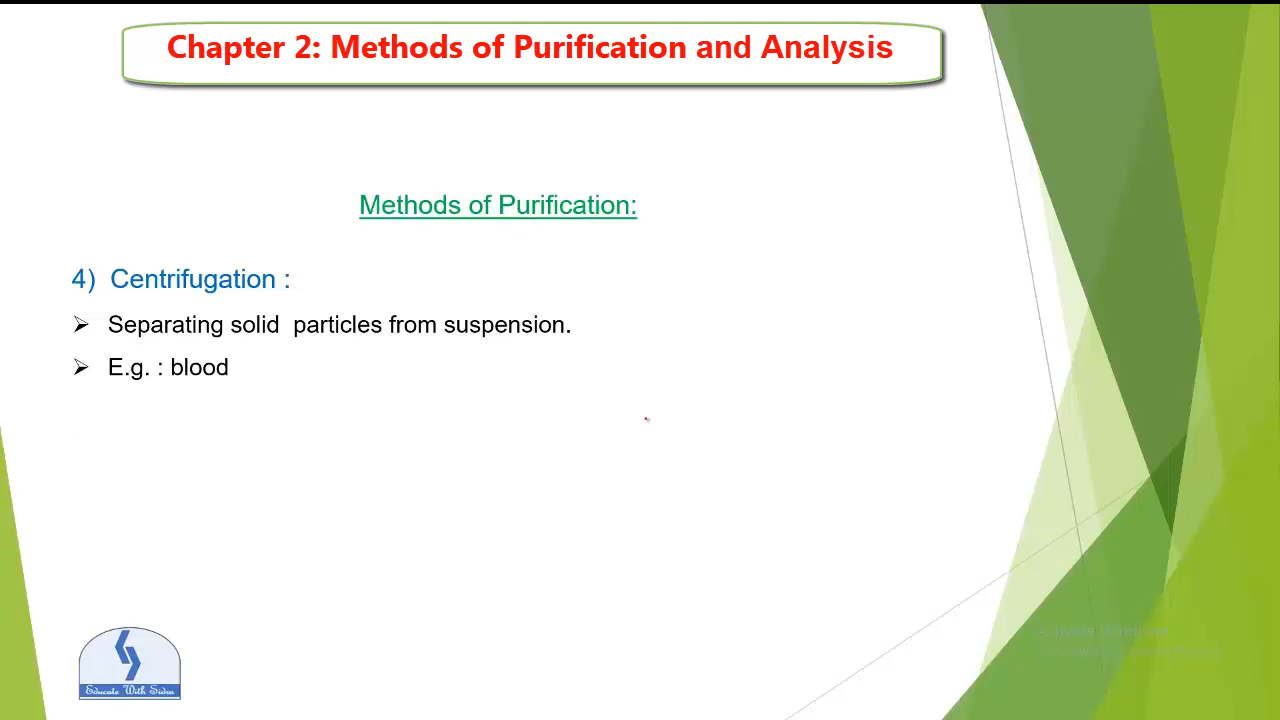 Chapter 2: Methods of Purification and Analysis
Methods of Purification:
4) Centrifugation :
Separating solid particles from suspension.
E.g. : blood
Educate With Sidra